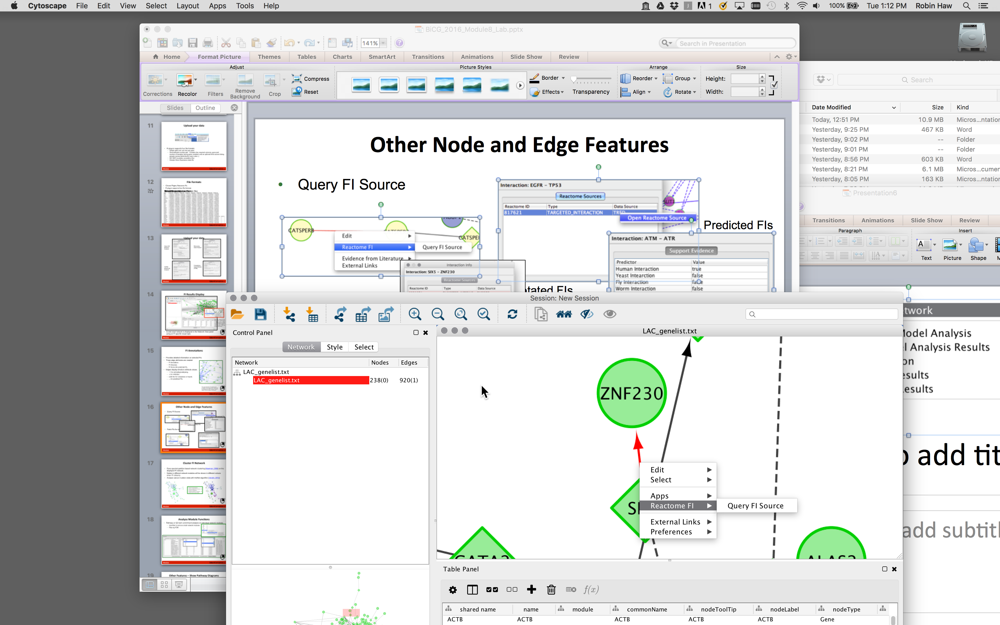 Cytoscape File Edit View Select Layout Apps Tools Help
1 100% Tue 1:12 PM Robin Haw
BiCG_2016_Module8_Lab.pptx
141% Search in Presentation
Home Format Picture Themes Tables Charts SmartArt Transitions Animations Slide Show Review
Adjust Picture Styles Arrange Size
Corrections Recolor Filters Remove Background Crop Compress Reset
Border Effects Transparency
Reorder Group Align Rotate
Height:
Width:
Slides Outline
11
Upload your data
12
File Formats
13
Upload your data
14
FI Results Display
15
FI Annotations
16
Other Node and Edge Features
17
Cluster FI Network
18
Analyze Module Functions
19
Other Features – Show Pathway Diagrams
Other Node and Edge Features
• Query FI Source
CATSPERB
CATSPE
Edit
Reactome FI Query FI Source
Evidence from Literature
External Links
Interaction: EGFR – TP53
Reactome Sources
Reactome ID Type Data Source
817621 TARGETED_INTERACTION TRED
Open Reactome Source
Predicted FIs
Interaction: ATM – ATR
Support Evidence
Predictor Value
Human Interaction true
Yeast Intearction false
Fly Interaction false
Worm Interaction false
Interaction Info
Interaction: SIX5 – ZNF230
Reactome Sources
Reactome ID Type Data Source
tated FIs
Search
Date Modified Size Kind
Today, 12:51 PM 10.9 MB Micros...ntation
Yesterday, 9:25 PM 467 KB Word
Yesterday, 9:02 PM -- Folder
Yesterday, 9:01 PM -- Folder
Yesterday, 8:56 PM 603 KB Word
Yesterday, 8:21 PM 6.1 MB Micros...cumen
Yesterday, 8:05 PM 163 KB Micros...ntation
Presentation6
Transitions Animations Slide Show Review
Paragraph Insert
Text Picture Shape M
twork
Model Analysis
l Analysis Results
on
esults
Results
o add tit
add subtitl
Session: New Session
Control Panel
Network Style Select
Network Nodes Edges
LAC_genelist.txt
LAC_genelist.txt 238(0) 920(1)
LAC_genelist.txt
ZNF230
SI
Edit
Select
Apps
Reactome FI Query FI Source
External Links
Preferences
GATA2
ALAS2
Table Panel
f(x)
shared name name module commonName nodeToolTip nodeLabel nodeType
ACTB ACTB ACTB ACTB ACTB Gene